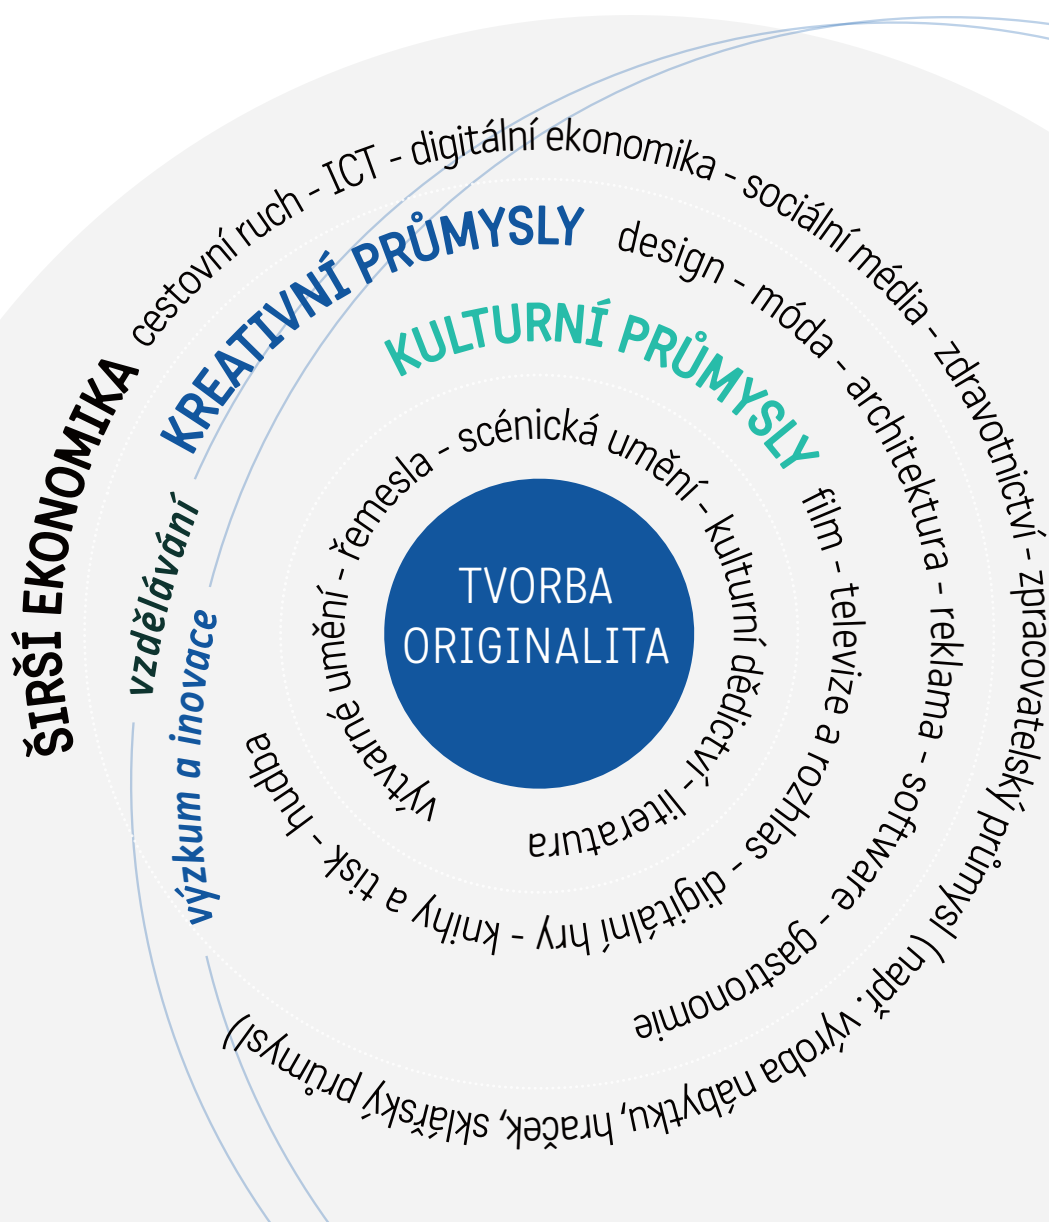 ŠIRŠÍ EKONOMIKA cestovní ruch - ICT - digitální ekonomika - sociální média - zdravotnictví - zpracovatelský průmysl (např. výroba nábytku, hraček, sklářský průmysl)
KREATIVNÍ PRŮMYSLY design - móda - architektura - reklama - software - gastronomie
KULTURNÍ PRŮMYSLY film - televize a rozhlas - digitální hry - knihy a tisk - hudba
výtvarné umění - řemesla - scénická umění - kulturní dědictví - literatura
TVORBA
ORIGINALITA
vzdělávání
výzkum a inovace